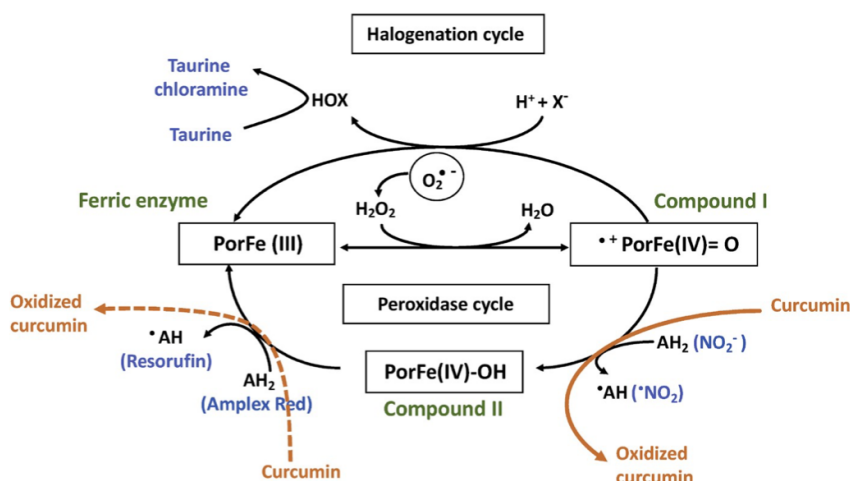 Halogenation cycle
Taurine
chloramine
HOX
H⁺ + X⁻
Taurine
O₂•⁻
Ferric enzyme
Compound I
H₂O₂
H₂O
PorFe (III)
•⁺ PorFe(IV)= O
Peroxidase cycle
Oxidized
curcumin
Curcumin
•AH
(Resorufin)
AH₂ (NO₂⁻)
AH₂
(Amplex Red)
PorFe(IV)-OH
Compound II
•AH (•NO₂)
Curcumin
Oxidized
curcumin